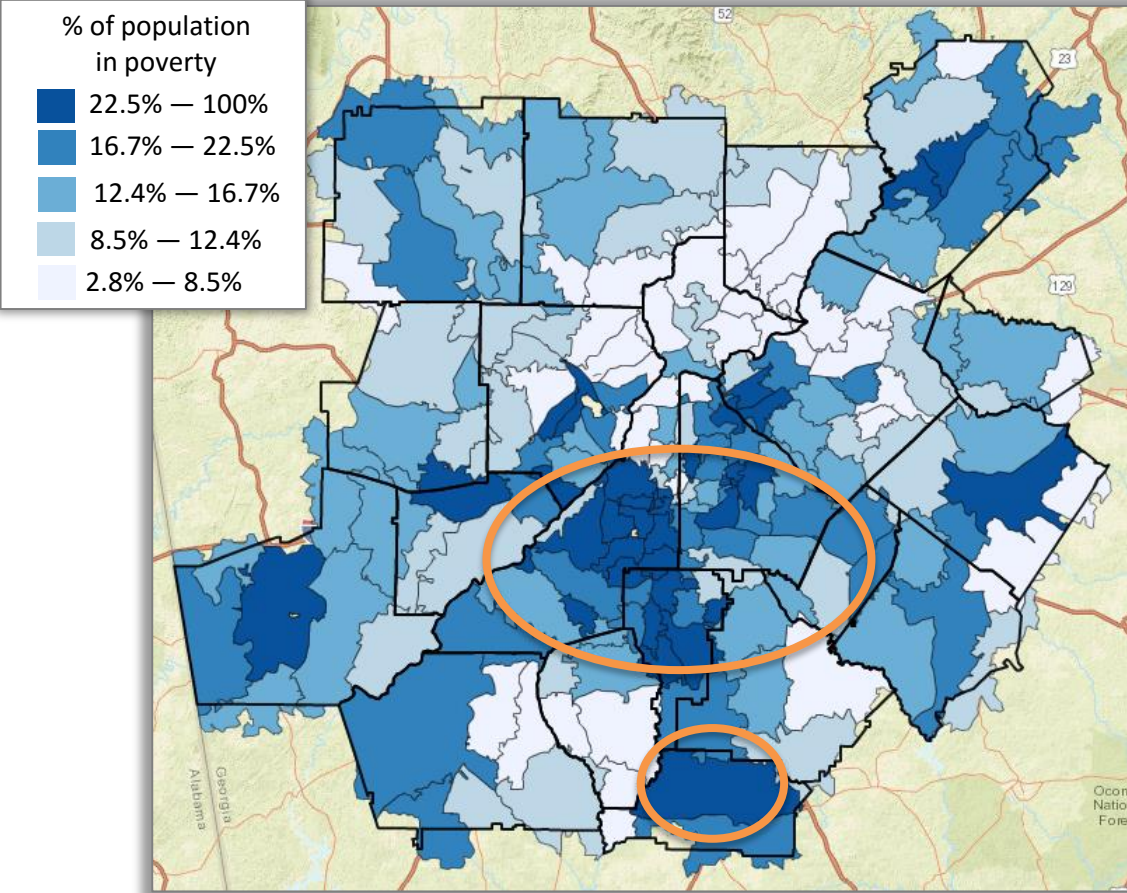 % of population
in poverty
22.5% — 100%
16.7% — 22.5%
12.4% — 16.7%
8.5% — 12.4%
2.8% — 8.5%
52
23
129
Alabama
Georgia
Ocon
Natio
Fore